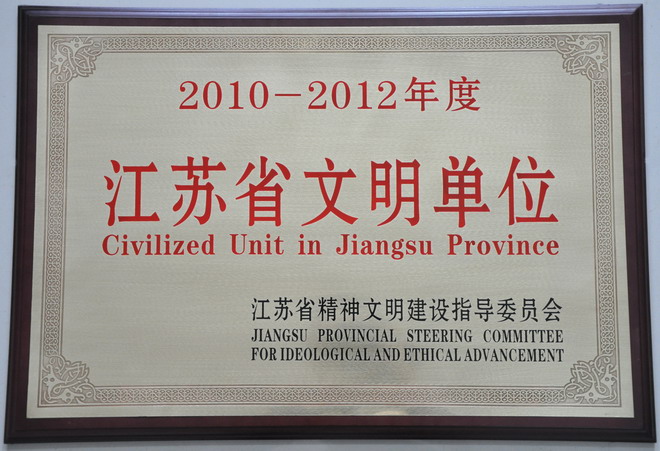 2010-2012年度
江苏省文明单位
Civilized Unit in Jiangsu Province
江苏省精神文明建设指导委员会
JIANGSU PROVINCIAL STEERING COMMITTEE
FOR IDEOLOGICAL AND ETHICAL ADVANCEMENT